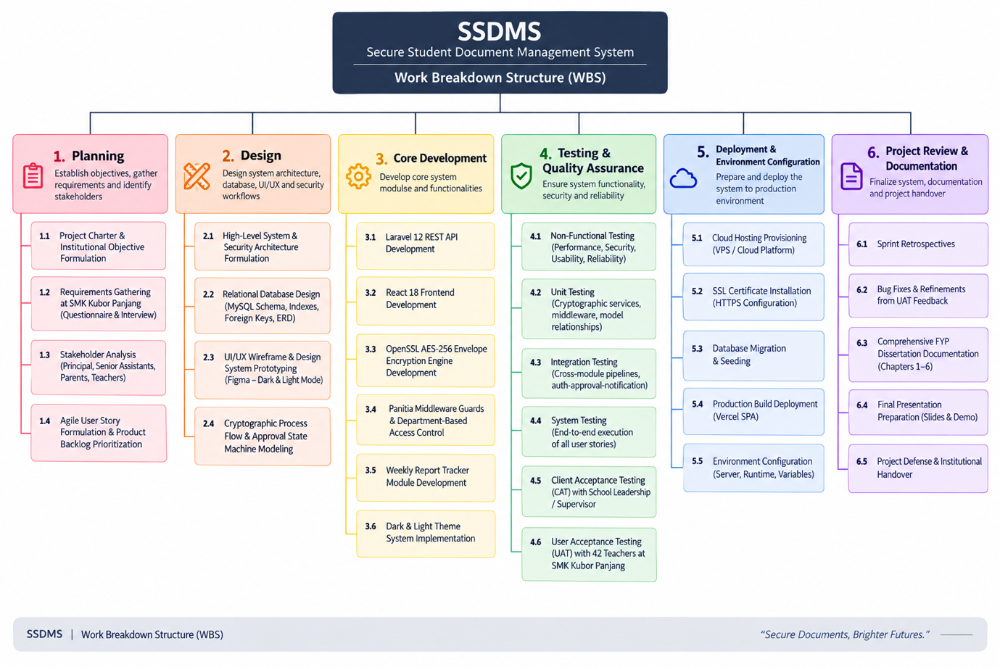 SSDMS
Secure Student Document Management System
Work Breakdown Structure (WBS)
1. Planning
Establish objectives, gather
requirements and identify
stakeholders
1.1 Project Charter &
Institutional Objective
Formulation
1.2 Requirements Gathering
at SMK Kubor Panjang
(Questionnaire & Interview)
1.3 Stakeholder Analysis
(Principal, Senior Assistants,
Parents, Teachers)
1.4 Agile User Story
Formulation & Product
Backlog Prioritization
2. Design
Design system architecture,
database, UI/UX and security
workflows
2.1 High-Level System &
Security Architecture
Formulation
2.2 Relational Database Design
(MySQL Schema, Indexes,
Foreign Keys, ERD)
2.3 UI/UX Wireframe & Design
System Prototyping
(Figma – Dark & Light Mode)
2.4 Cryptographic Process
Flow & Approval State
Machine Modeling
3. Core Development
Develop core system
modulse and functionalities
3.1 Laravel 12 REST API
Development
3.2 React 18 Frontend
Development
3.3 OpenSSL AES-256 Envelope
Encryption Engine
Development
3.4 Panitia Middleware Guards
& Department-Based
Access Control
3.5 Weekly Report Tracker
Module Development
3.6 Dark & Light Theme
System Implementation
4. Testing &
Quality Assurance
Ensure system functionality,
security and reliability
4.1 Non-Functional Testing
(Performance, Security,
Usability, Reliability)
4.2 Unit Testing
(Cryptographic services,
middleware, model
relationships)
4.3 Integration Testing
(Cross-module pipelines,
auth-approval-notification)
4.4 System Testing
(End-to-end execution
of all user stories)
4.5 Client Acceptance Testing
(CAT) with School Leadership
/ Supervisor
4.6 User Acceptance Testing
(UAT) with 42 Teachers at
SMK Kubor Panjang
5. Deployment &
Environment Configuration
Prepare and deploy the
system to production
environment
5.1 Cloud Hosting Provisioning
(VPS / Cloud Platform)
5.2 SSL Certificate Installation
(HTTPS Configuration)
5.3 Database Migration
& Seeding
5.4 Production Build Deployment
(Vercel SPA)
5.5 Environment Configuration
(Server, Runtime, Variables)
6. Project Review &
Documentation
Finalize system, documentation
and project handover
6.1 Sprint Retrospectives
6.2 Bug Fixes & Refinements
from UAT Feedback
6.3 Comprehensive FYP
Dissertation Documentation
(Chapters 1–6)
6.4 Final Presentation
Preparation (Slides & Demo)
6.5 Project Defense & Institutional
Handover
SSDMS | Work Breakdown Structure (WBS)
“Secure Documents, Brighter Futures.”